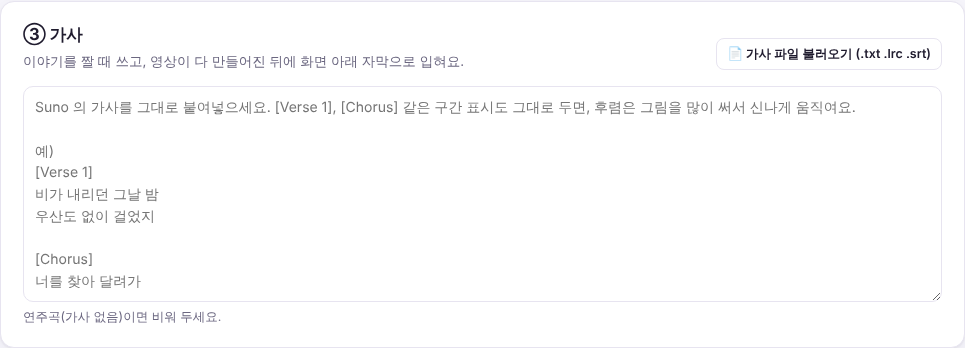 ③ 가사
이야기를 짤 때 쓰고, 영상이 다 만들어진 뒤에 화면 아래 자막으로 입혀요.
📄 가사 파일 불러오기 (.txt .lrc .srt)
Suno 의 가사를 그대로 붙여넣으세요. [Verse 1], [Chorus] 같은 구간 표시도 그대로 두면, 후렴은 그림을 많이 써서 신나게 움직여요.
예)
[Verse 1]
비가 내리던 그날 밤
우산도 없이 걸었지
[Chorus]
너를 찾아 달려가
연주곡(가사 없음)이면 비워 두세요.